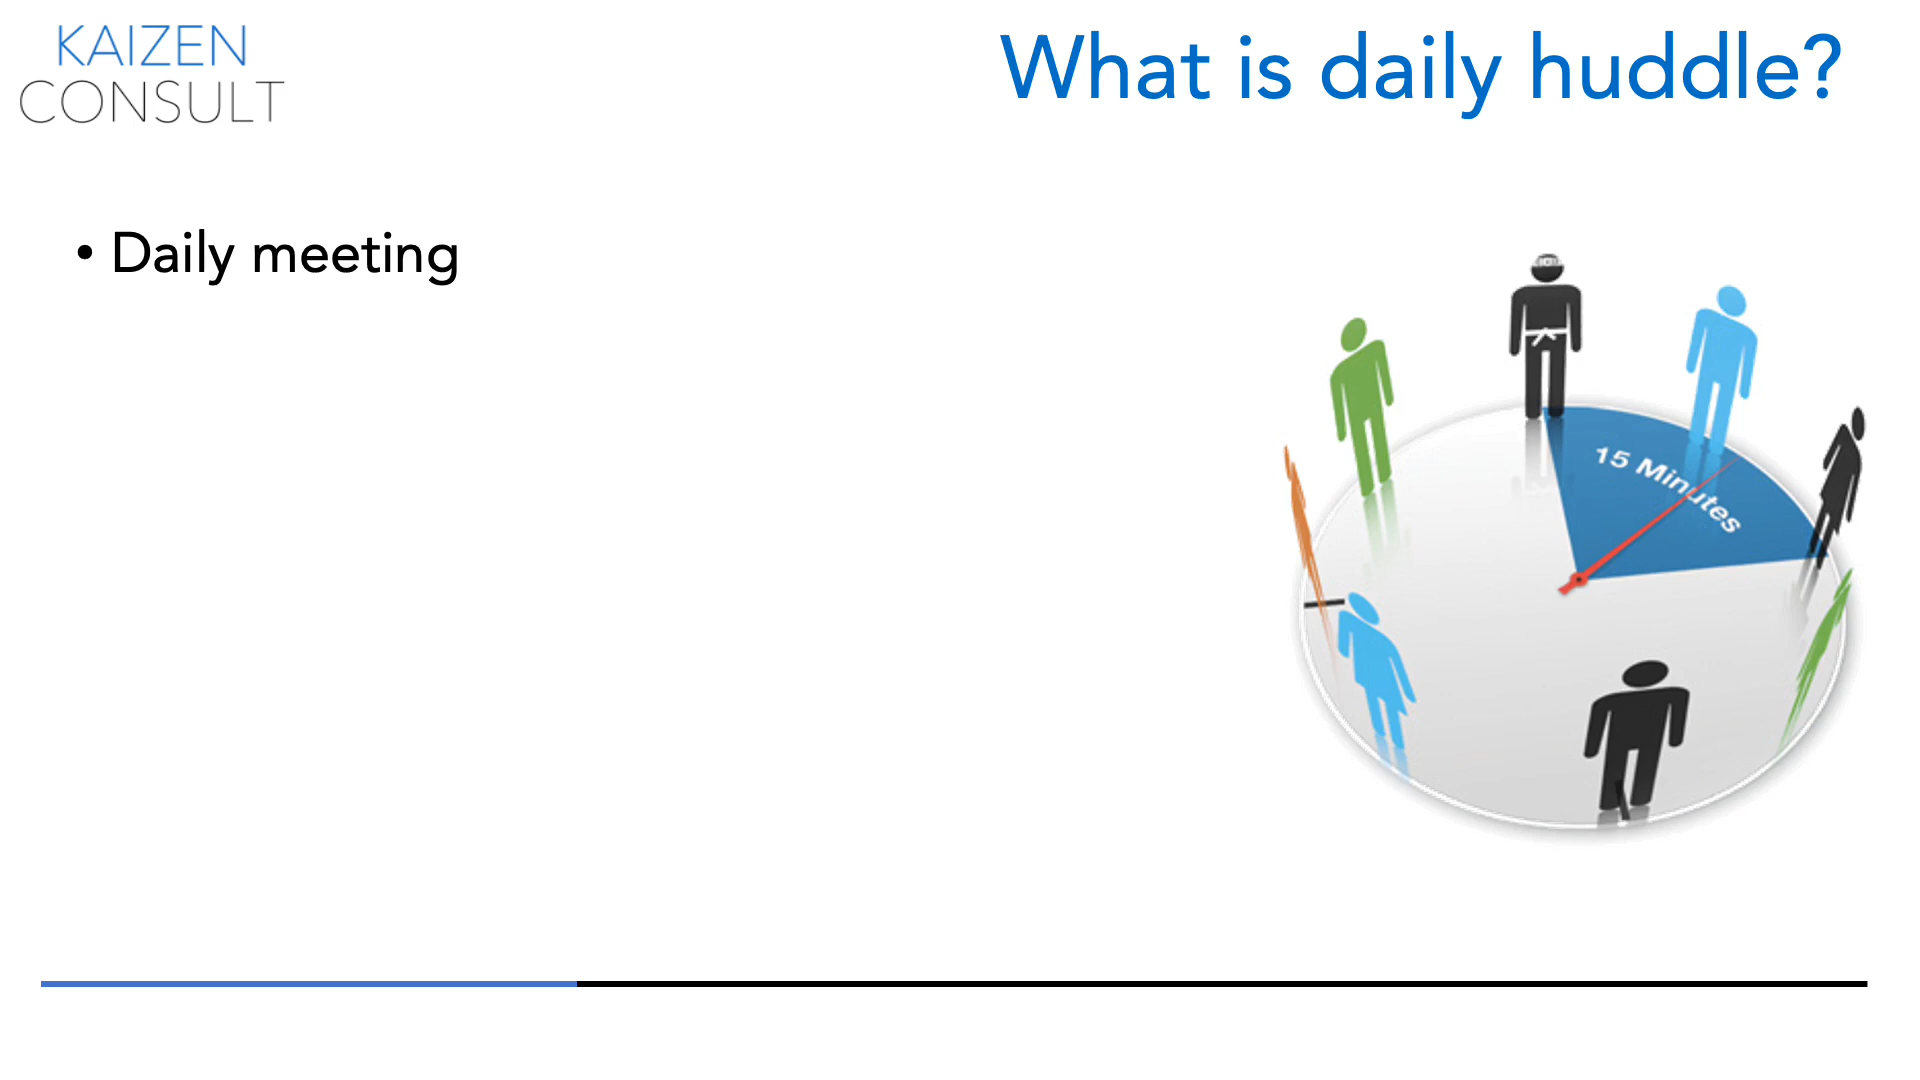 KAIZEN
CONSULT
What is daily huddle?
• Daily meeting
15 Minutes